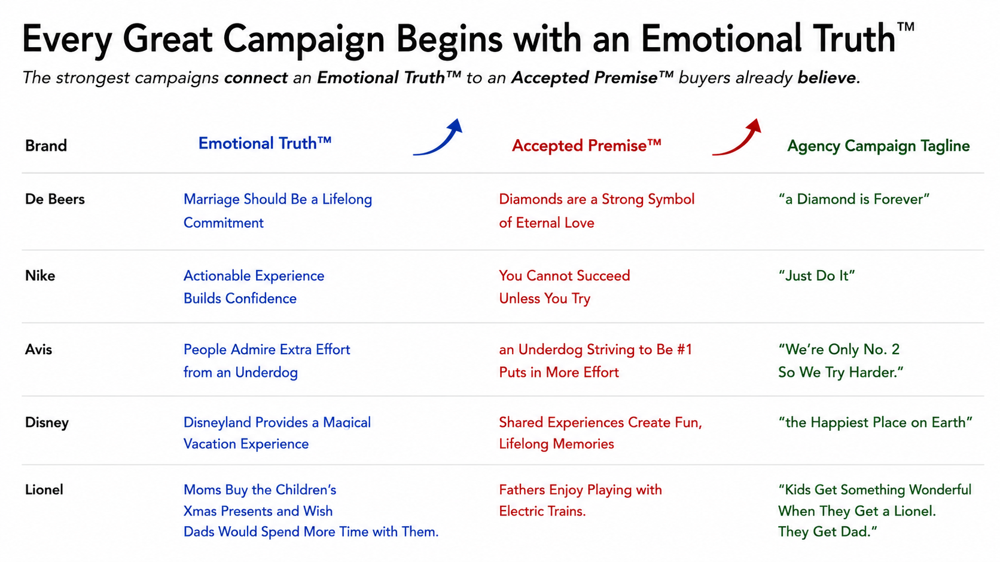 Every Great Campaign Begins with an Emotional Truth™
The strongest campaigns connect an Emotional Truth™ to an Accepted Premise™ buyers already believe.
Brand
Emotional Truth™
Accepted Premise™
Agency Campaign Tagline
De Beers
Marriage Should Be a Lifelong
Commitment
Diamonds are a Strong Symbol
of Eternal Love
“a Diamond is Forever”
Nike
Actionable Experience
Builds Confidence
You Cannot Succeed
Unless You Try
“Just Do It”
Avis
People Admire Extra Effort
from an Underdog
an Underdog Striving to Be #1
Puts in More Effort
“We’re Only No. 2
So We Try Harder.”
Disney
Disneyland Provides a Magical
Vacation Experience
Shared Experiences Create Fun,
Lifelong Memories
“the Happiest Place on Earth”
Lionel
Moms Buy the Children’s
Xmas Presents and Wish
Dads Would Spend More Time with Them.
Fathers Enjoy Playing with
Electric Trains.
“Kids Get Something Wonderful
When They Get a Lionel.
They Get Dad.”